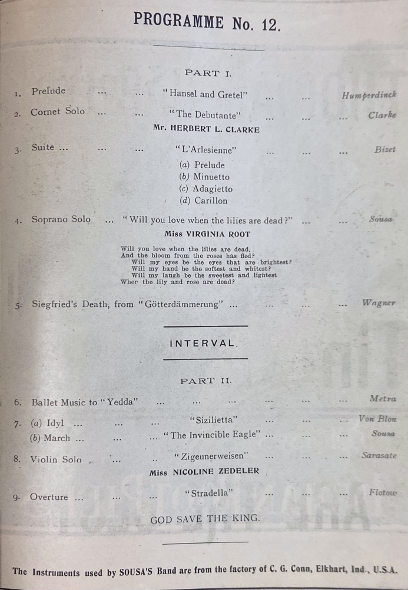 PROGRAMME No. 12.
PART I.
1. Prelude ... ... "Hansel and Gretel" ... ... Humperdinck
2. Cornet Solo ... "The Debutante" ... ... Clarke
Mr. HERBERT L. CLARKE
3. Suite ... ... "L'Arlesienne" ... ... Bizet
(a) Prelude
(b) Minuetto
(c) Adagietto
(d) Carillon
4. Soprano Solo ... "Will you love when the lilies are dead?" ... ... Sousa
Miss VIRGINIA ROOT
Will you love when the lilies are dead,
And the bloom from the roses has fled?
Will my eyes be the eyes that are brightest?
Will my hand be the softest and whitest?
Will my laugh be the sweetest and lightest
When the lily and rose are dead?
5. Siegfried's Death, from "Götterdämmerung" ... ... ... Wagner
INTERVAL.
PART II.
6. Ballet Music to "Yedda" ... ... ... ... ... Metra
7. (a) Idyl ... ... "Sizilietta" ... ... Von Blon
(b) March ... ... "The Invincible Eagle" ... ... Sousa
8. Violin Solo ... .. "Zigeunerweisen" ... ... Sarasate
Miss NICOLINE ZEDELER
9. Overture ... ... ... "Stradella" ... ... ... Flotow
GOD SAVE THE KING.
The Instruments used by SOUSA'S Band are from the factory of C. G. Conn, Elkhart, Ind., U.S.A.